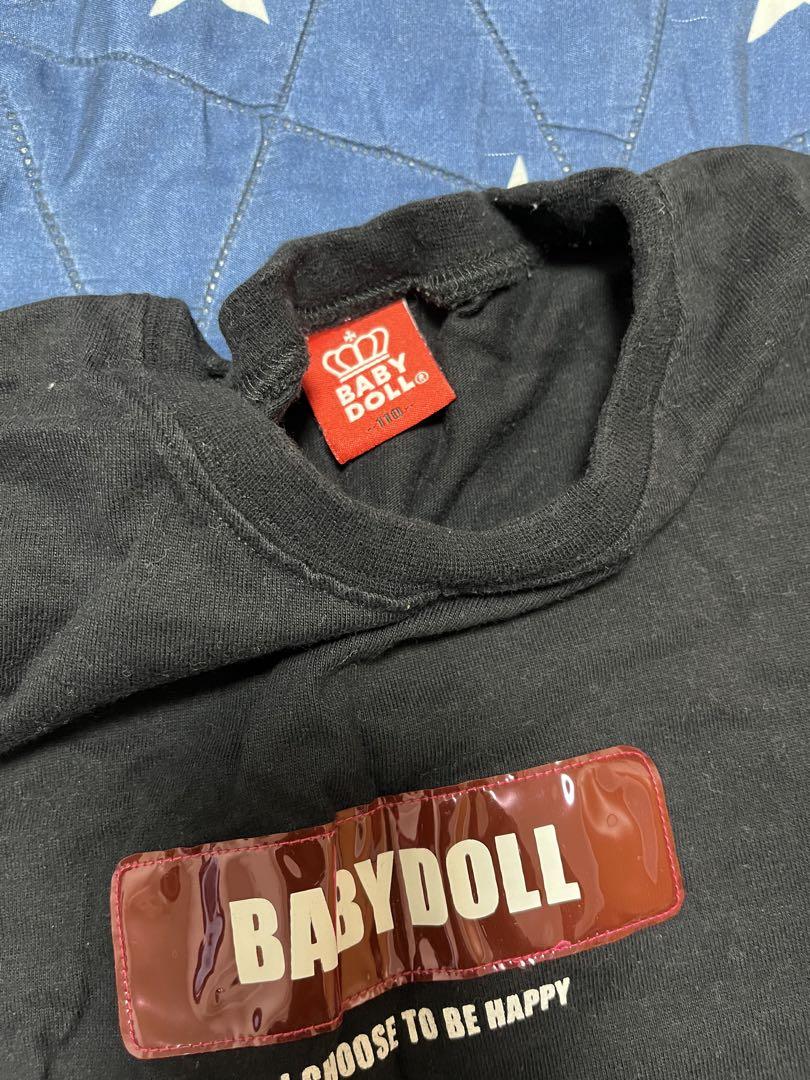 BABY
DOLL®
-110-
BABYDOLL
I CHOOSE TO BE HAPPY